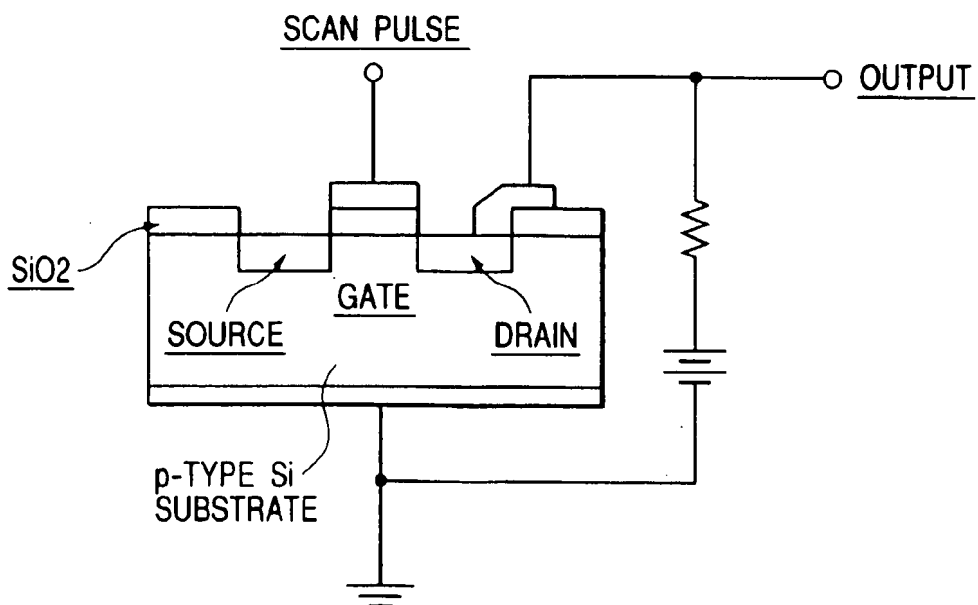 SCAN PULSE
OUTPUT
SiO2
GATE
SOURCE
DRAIN
p-TYPE Si
SUBSTRATE